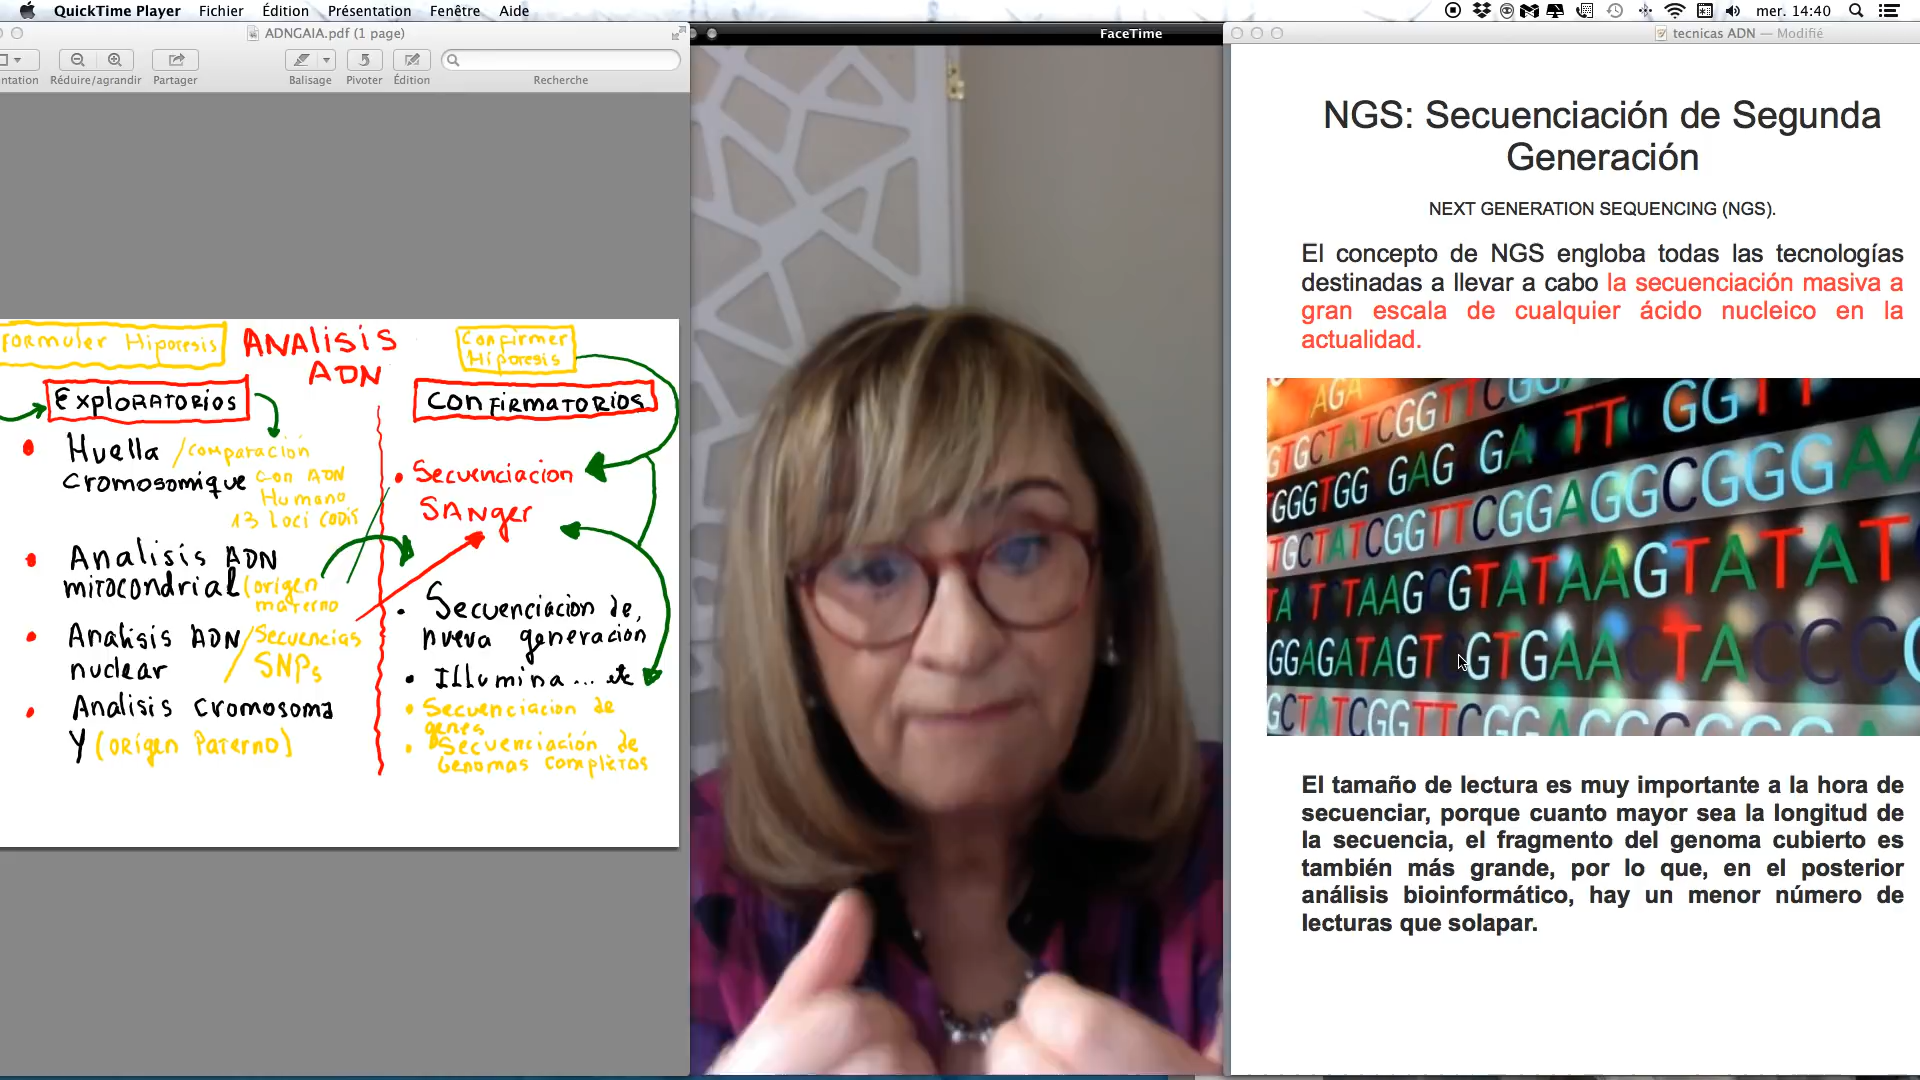 QuickTime Player Fichier Édition Présentation Fenêtre Aide
mer. 14:40
ADNGAIA.pdf (1 page)
Réduire/agrandir Partager Balisage Pivoter Édition Recherche
FaceTime
tecnicas ADN — Modifié
Formuler Hipotesis
ANALISIS
ADN
Confirmer
Hipotesis
Exploratorios
Confirmatorios
Huella /comparación
cromosomique con ADN
Humano
13 loci CODIS
Analisis ADN
mitocondrial (origen
materno
Analisis ADN /Secuencias
nuclear SNPs
Analisis cromosoma
Y (origen Paterno)
Secuenciacion
SANger
Secuenciacion de,
nueva generacion
Illumina... etc
Secuenciacion de
genes
Secuenciación de
Genomas completos
NGS: Secuenciación de Segunda
Generación
NEXT GENERATION SEQUENCING (NGS).
El concepto de NGS engloba todas las tecnologías
destinadas a llevar a cabo la secuenciación masiva a
gran escala de cualquier ácido nucleico en la
actualidad.
El tamaño de lectura es muy importante a la hora de
secuenciar, porque cuanto mayor sea la longitud de
la secuencia, el fragmento del genoma cubierto es
también más grande, por lo que, en el posterior
análisis bioinformático, hay un menor número de
lecturas que solapar.